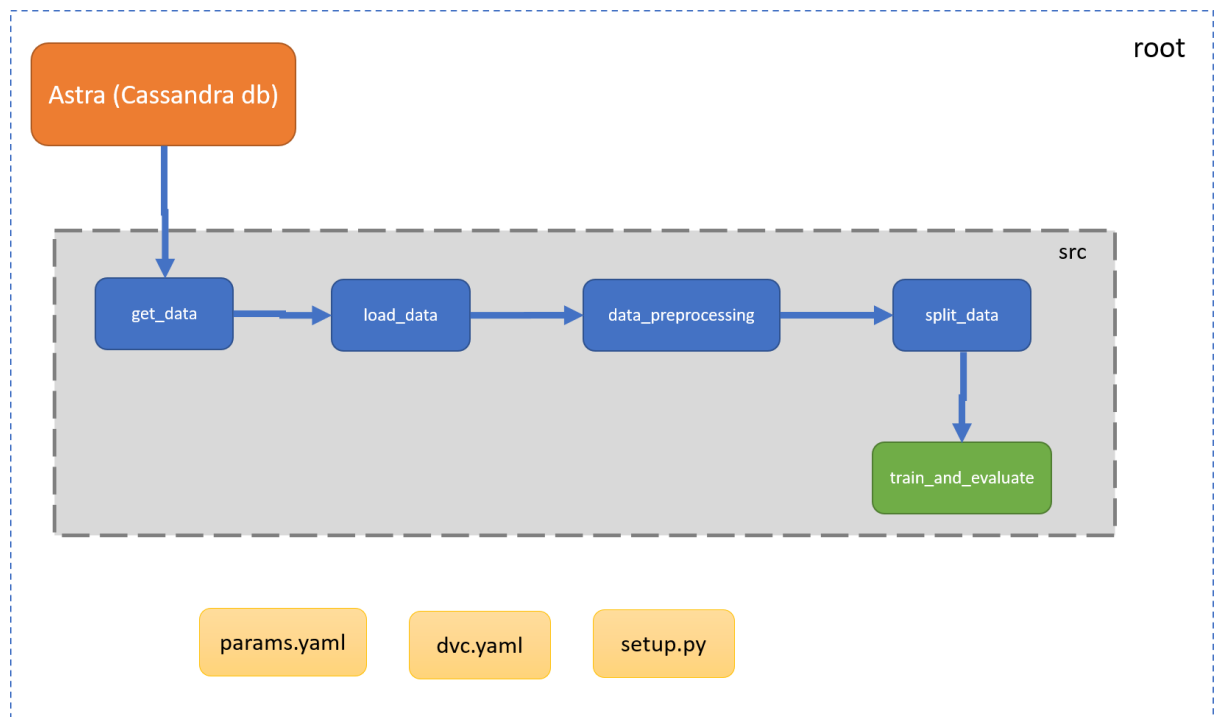 root
Astra (Cassandra db)
src
get_data
load_data
data_preprocessing
split_data
train_and_evaluate
params.yaml
dvc.yaml
setup.py